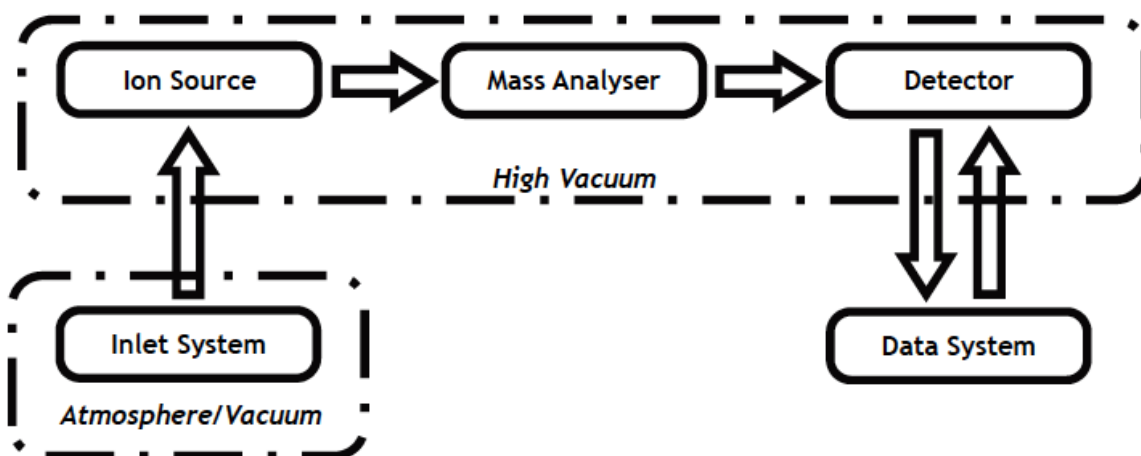 Ion Source
Mass Analyser
Detector
High Vacuum
Inlet System
Data System
Atmosphere/Vacuum